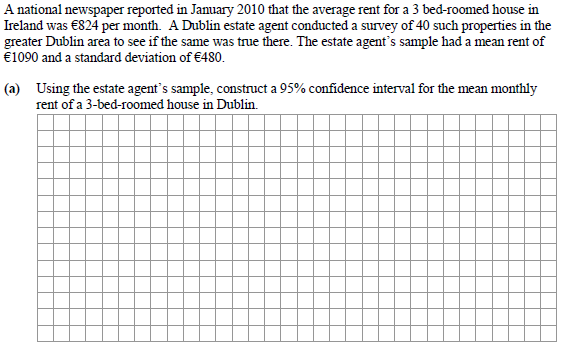 A national newspaper reported in January 2010 that the average rent for a 3 bed-roomed house in
Ireland was €824 per month.  A Dublin estate agent conducted a survey of 40 such properties in the
greater Dublin area to see if the same was true there. The estate agent's sample had a mean rent of
€1090 and a standard deviation of €480.
(a) Using the estate agent's sample, construct a 95% confidence interval for the mean monthly
rent of a 3-bed-roomed house in Dublin.